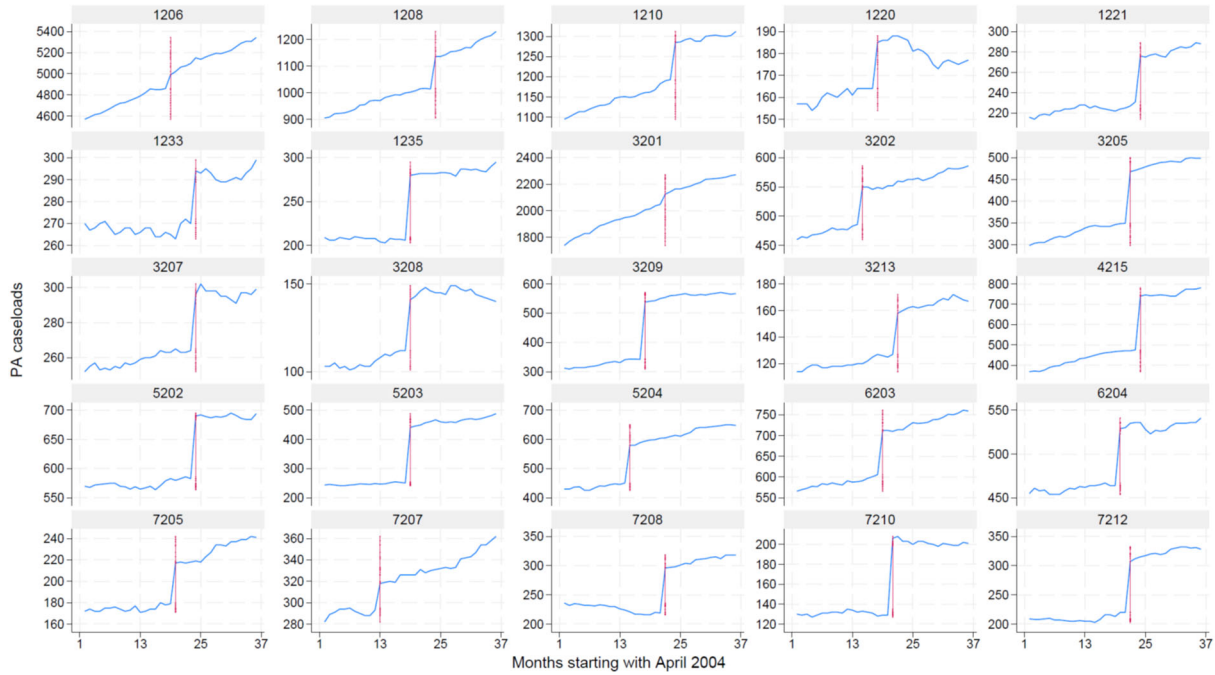 1206 1208 1210 1220 1221
5400 5200 5000 4800 4600
1200 1100 1000 900
1300 1250 1200 1150 1100
190 180 170 160 150
300 280 260 240 220
1233 1235 3201 3202 3205
300 290 280 270 260
300 250 200
2400 2200 2000 1800
600 550 500 450
500 450 400 350 300
3207 3208 3209 3213 4215
300 280 260
150 100
600 500 400 300
180 160 140 120
800 700 600 500 400
5202 5203 5204 6203 6204
700 650 600 550
500 400 300 200
700 600 500 400
750 700 650 600 550
550 500 450
7205 7207 7208 7210 7212
240 220 200 180 160
360 340 320 300 280
350 300 250 200
200 180 160 140 120
350 300 250 200
1 13 25 37 1 13 25 37 1 13 25 37 1 13 25 37 1 13 25 37
PA caseloads
Months starting with April 2004